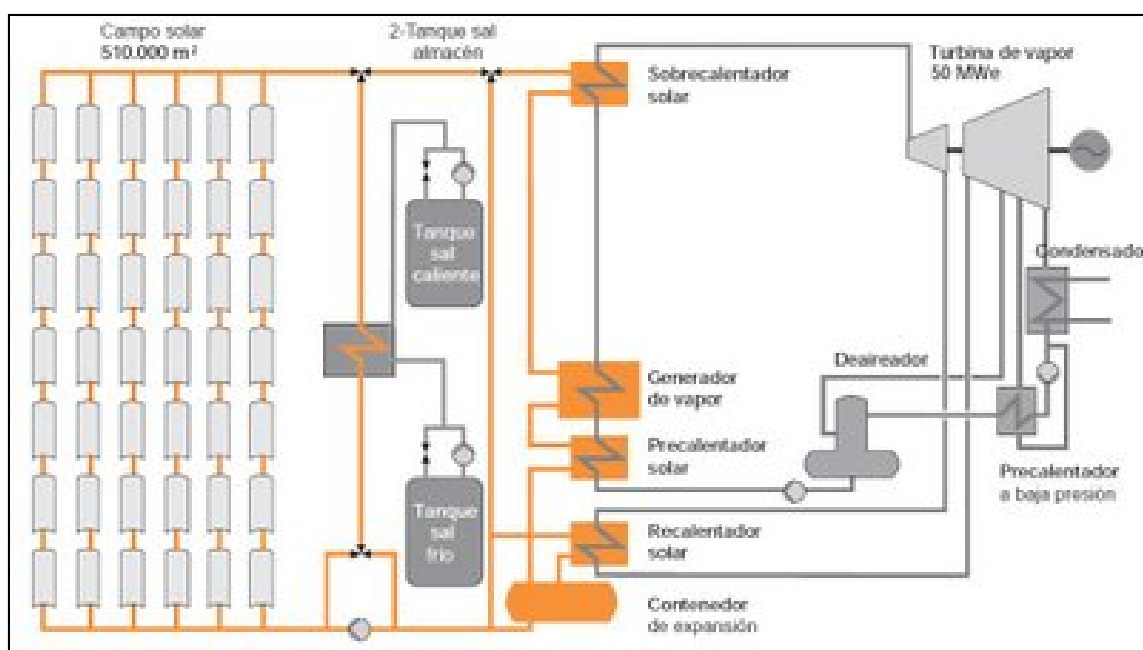 Campo solar
510.000 m²
2-Tanque sal
almacén
Sobrecalentador
solar
Turbina de vapor
50 MWe
Tanque
sal
caliente
Condensado
Deaireador
Generador
de vapor
Precalentador
solar
Precalentador
a baja presión
Tanque
sal
frío
Recalentador
solar
Contenedor
de expansión